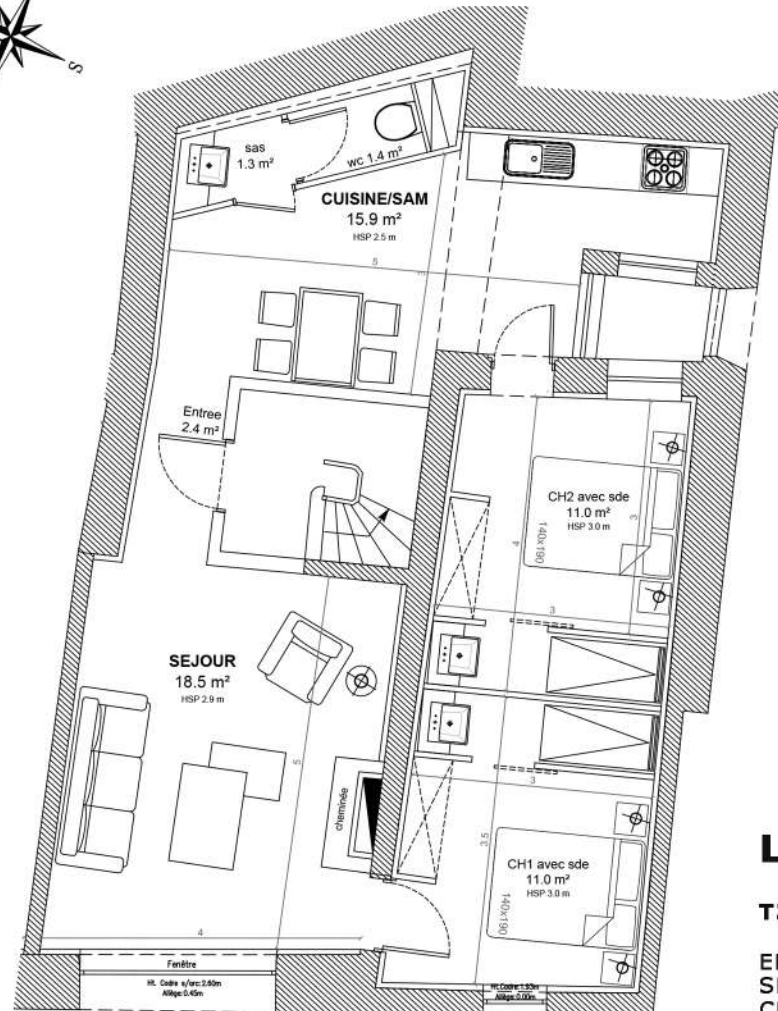 S
sas
1.3 m²
wc 1.4 m²
CUISINE/SAM
15.9 m²
HSP 2.5 m
5
3
Entree
2.4 m²
CH2 avec sde
11.0 m²
HSP 3.0 m
140x190
3
4
3
SEJOUR
18.5 m²
HSP 2.9 m
5
cheminée
3
3.5
CH1 avec sde
11.0 m²
HSP 3.0 m
140x190
4
Fenêtre
Ht. Cadre s/arc: 2.60m
Allège: 0.45m
Ht. Cadre: 1.93m
Allège: 0.00m